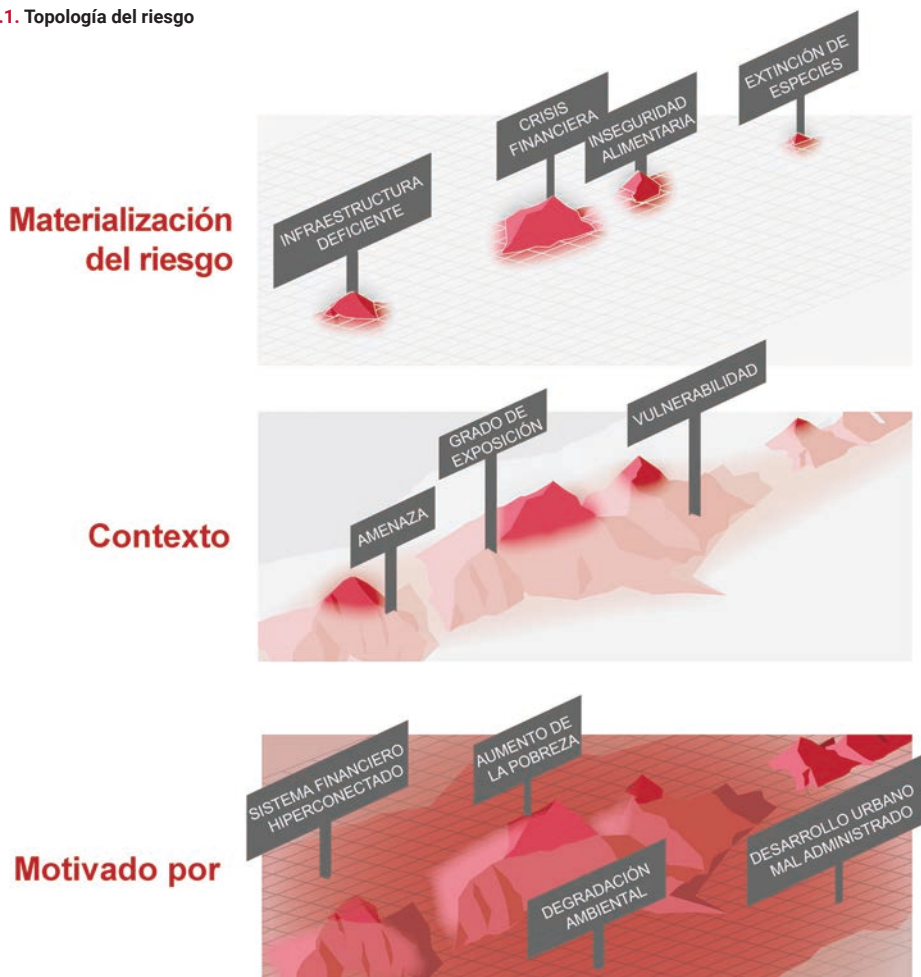 .1. Topología del riesgo
EXTINCIÓN DE
ESPECIES
CRISIS
FINANCIERA
INSEGURIDAD
ALIMENTARIA
INFRAESTRUCTURA
DEFICIENTE
Materialización
del riesgo
VULNERABILIDAD
GRADO DE
EXPOSICIÓN
AMENAZA
Contexto
AUMENTO DE
LA POBREZA
SISTEMA FINANCIERO
HIPERCONECTADO
DESARROLLO URBANO
MAL ADMINISTRADO
DEGRADACIÓN
AMBIENTAL
Motivado por